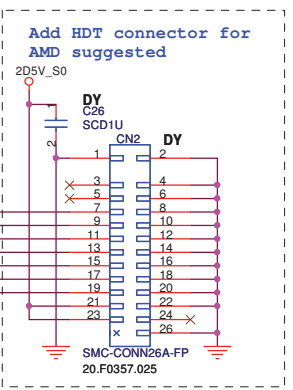 Add HDT connector for
AMD suggested
2D5V_S0
1
DY
C26
SCD1U
2
CN2
DY
1 2
3 4
5 6
7 8
9 10
11 12
13 14
15 16
17 18
19 20
21 22
23 24
26
x
SMC-CONN26A-FP
20.F0357.025